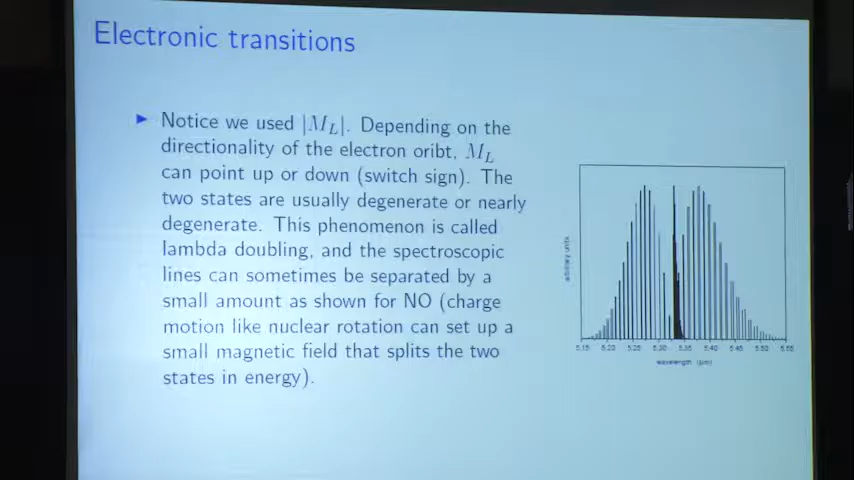 Electronic transitions
▶ Notice we used |M_L|. Depending on the
directionality of the electron oribt, M_L
can point up or down (switch sign). The
two states are usually degenerate or nearly
degenerate. This phenomenon is called
lambda doubling, and the spectroscopic
lines can sometimes be separated by a
small amount as shown for NO (charge
motion like nuclear rotation can set up a
small magnetic field that splits the two
states in energy).
arbitrary units
5.15 5.20 5.25 5.30 5.35 5.40 5.45 5.50 5.55
wavelength (μm)